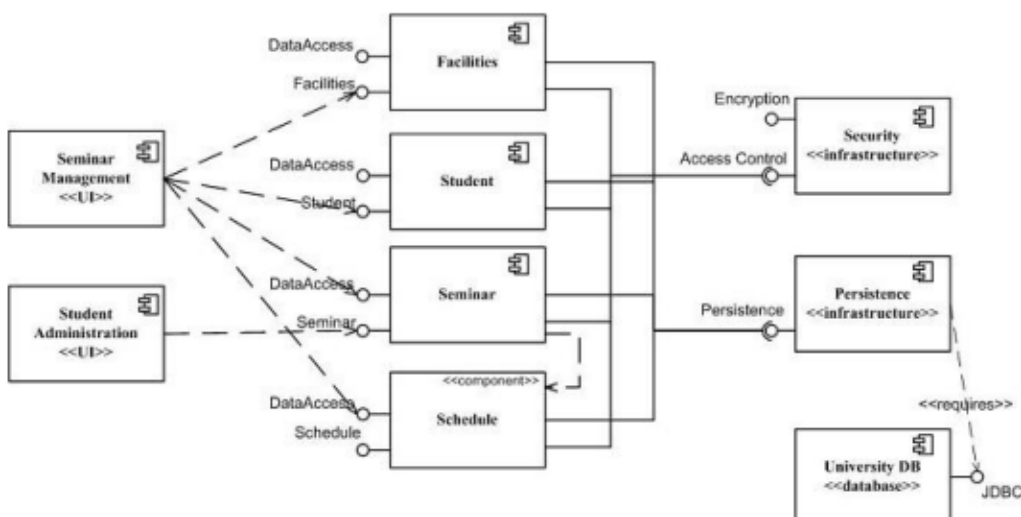 DataAccess
Facilities
Facilities
Encryption
Security
<<infrastructure>>
Access Control
Seminar
Management
<<UI>>
DataAccess
Student
Student
DataAccess
Seminar
Seminar
Student
Administration
<<UI>>
Persistence
<<infrastructure>>
Persistence
<<component>>
DataAccess
Schedule
Schedule
<<requires>>
University DB
<<database>>
JDBC